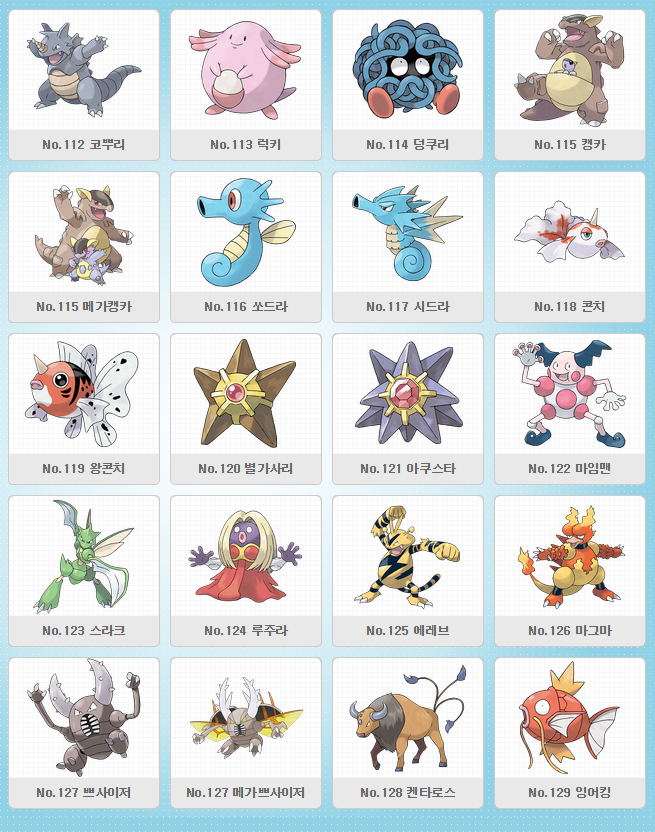 No.112 코뿌리
No.113 럭키
No.114 덩쿠리
No.115 캥카
No.115 메가캥카
No.116 쏘드라
No.117 시드라
No.118 콘치
No.119 왕콘치
No.120 별가사리
No.121 아쿠스타
No.122 마임맨
No.123 스라크
No.124 루주라
No.125 에레브
No.126 마그마
No.127 쁘사이저
No.127 메가쁘사이저
No.128 켄타로스
No.129 잉어킹